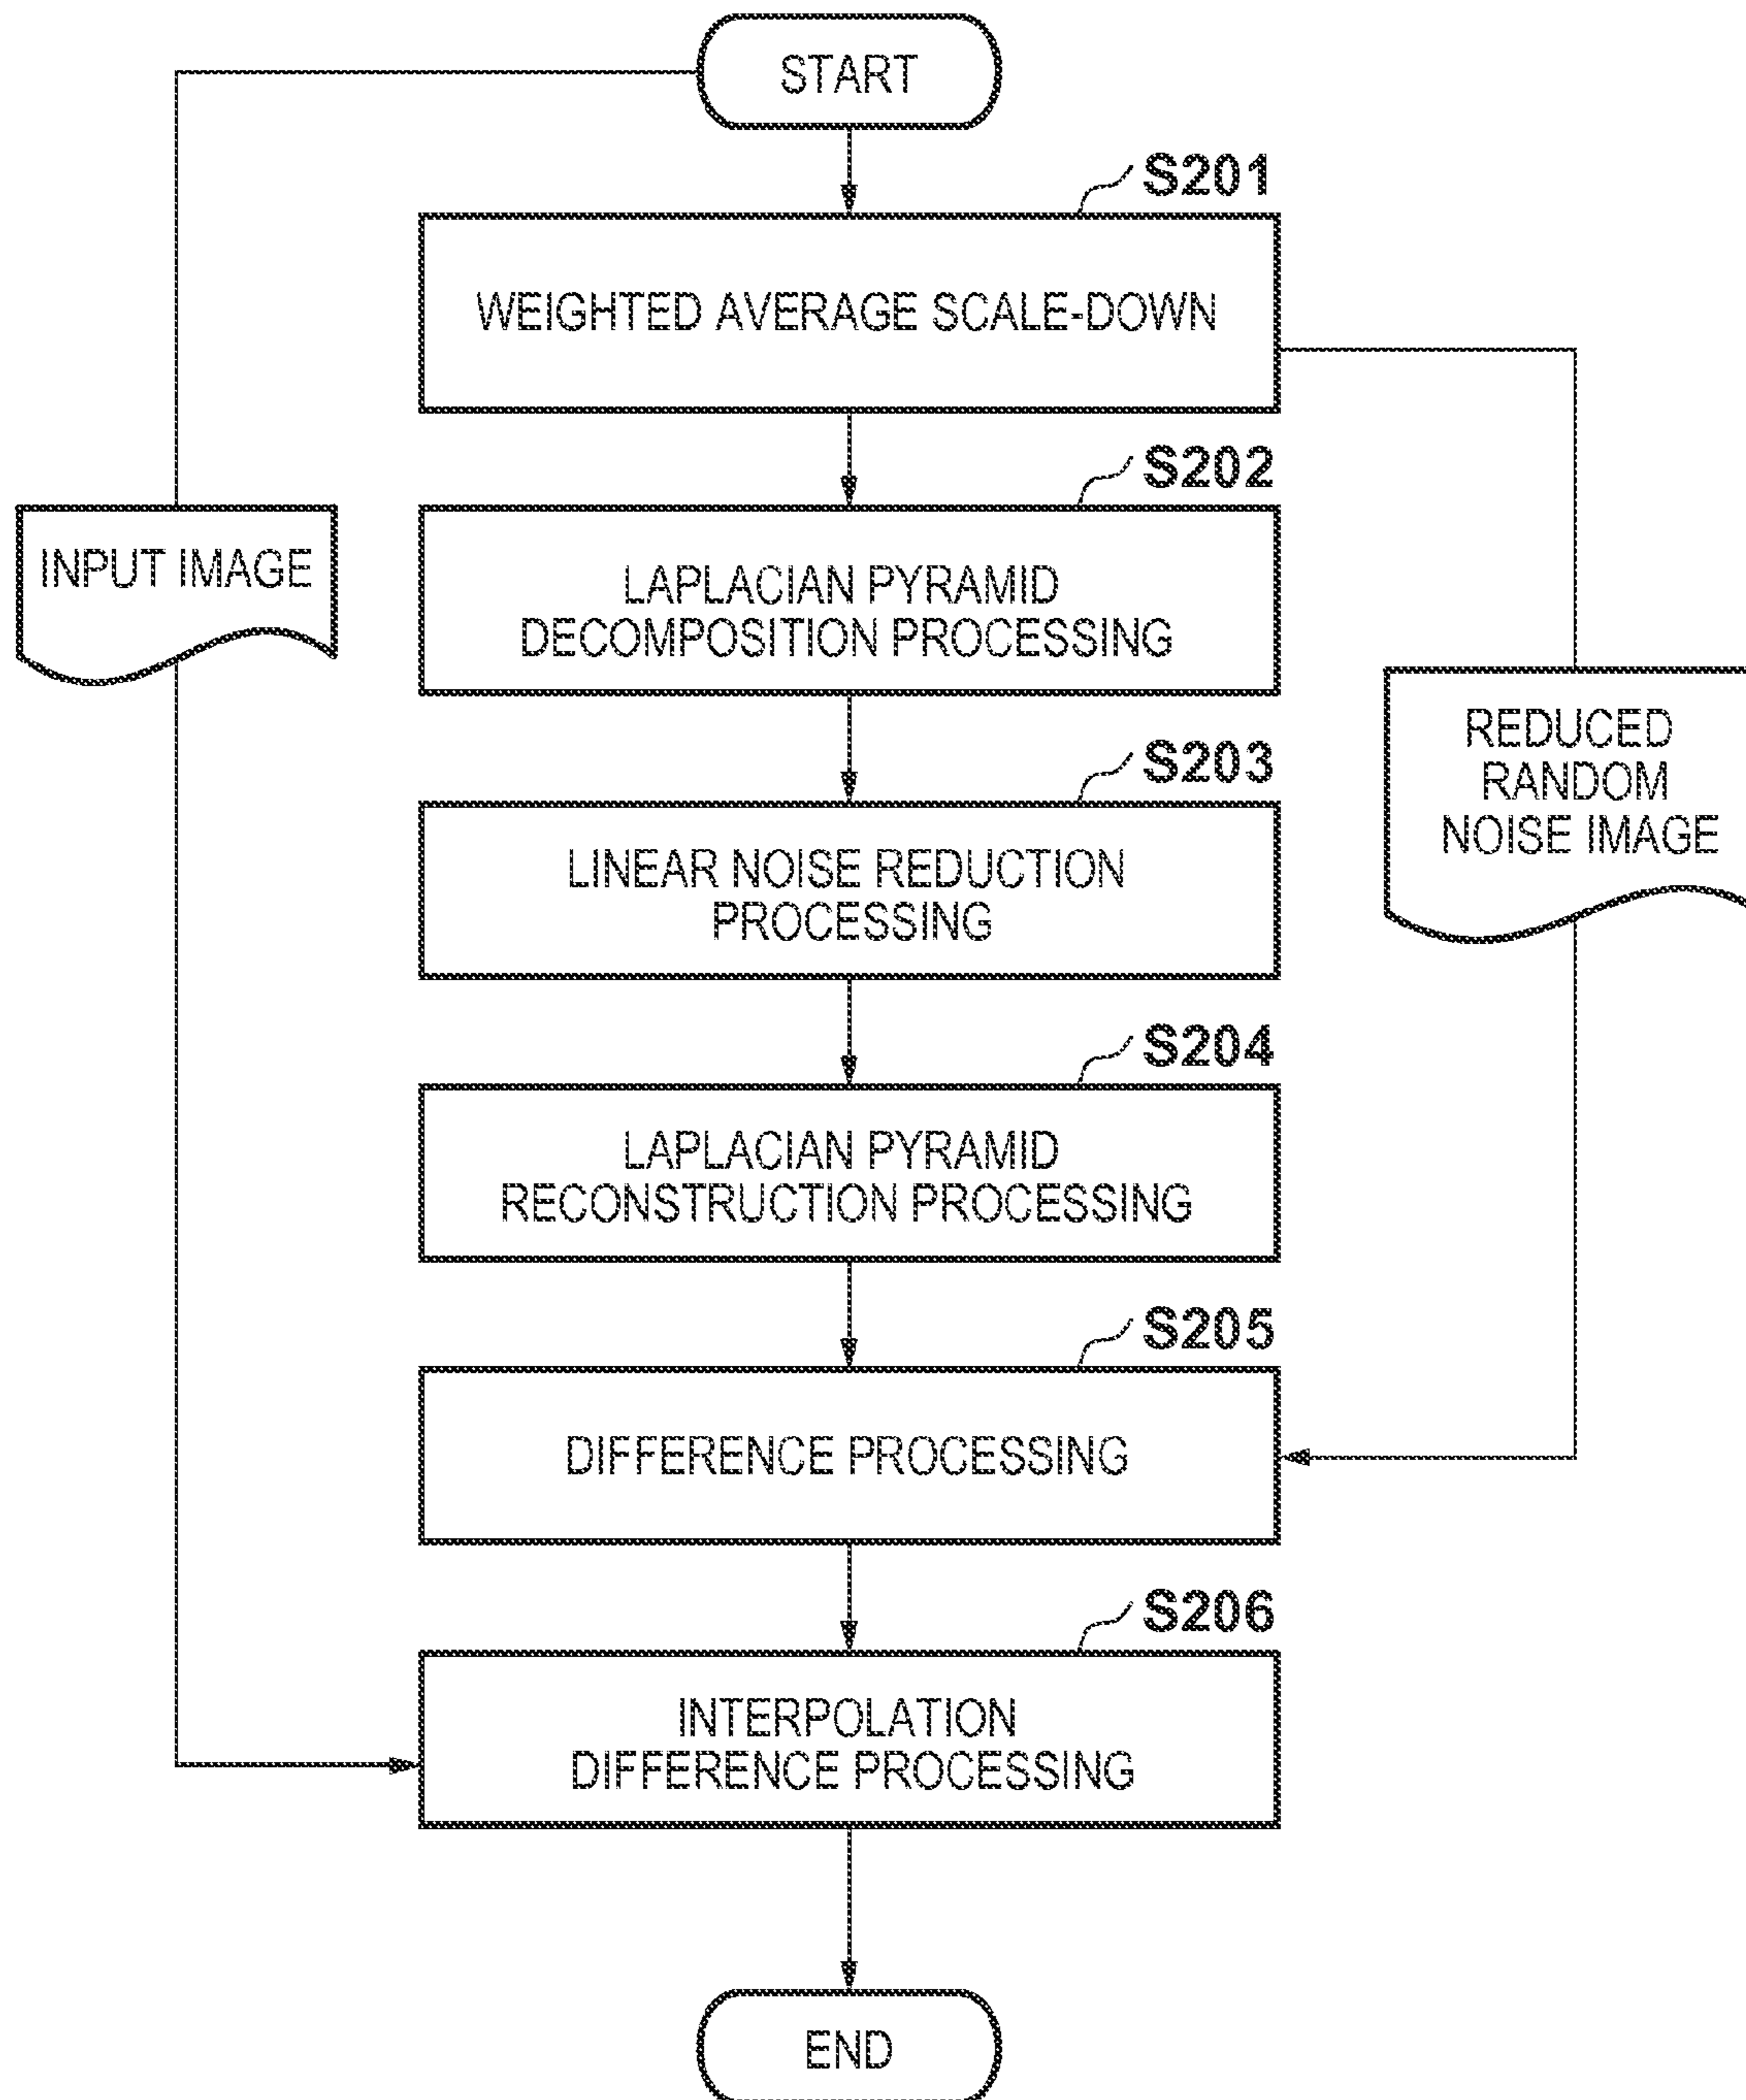 START
S201
WEIGHTED AVERAGE SCALE-DOWN
S202
INPUT IMAGE
LAPLACIAN PYRAMID
DECOMPOSITION PROCESSING
S203
REDUCED
RANDOM
NOISE IMAGE
LINEAR NOISE REDUCTION
PROCESSING
S204
LAPLACIAN PYRAMID
RECONSTRUCTION PROCESSING
S205
DIFFERENCE PROCESSING
S206
INTERPOLATION
DIFFERENCE PROCESSING
END